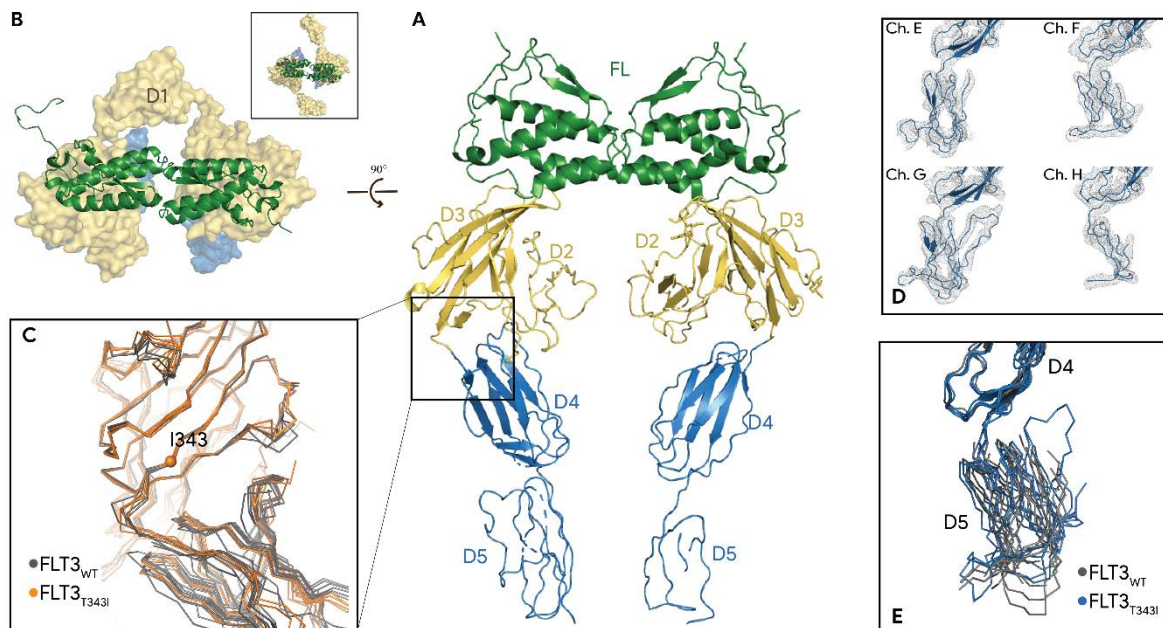 B
D1
90°
A
FL
D3
D2
D2
D3
D4
D4
D5
D5
C
I343
FLT3WT
FLT3T343I
Ch. E
Ch. F
Ch. G
Ch. H
D
D4
D5
FLT3WT
FLT3T343I
E